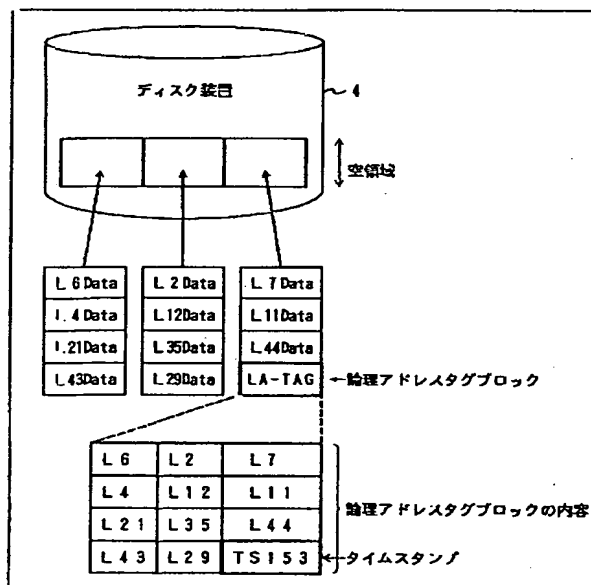 ディスク装置
4
空領域
L6Data L2Data L7Data
L4Data L12Data L11Data
L21Data L35Data L44Data
L43Data L29Data LA-TAG ←論理アドレスタグブロック
L6 L2 L7
L4 L12 L11
L21 L35 L44
論理アドレスタグブロックの内容
L43 L29 TS153 ←タイムスタンプ